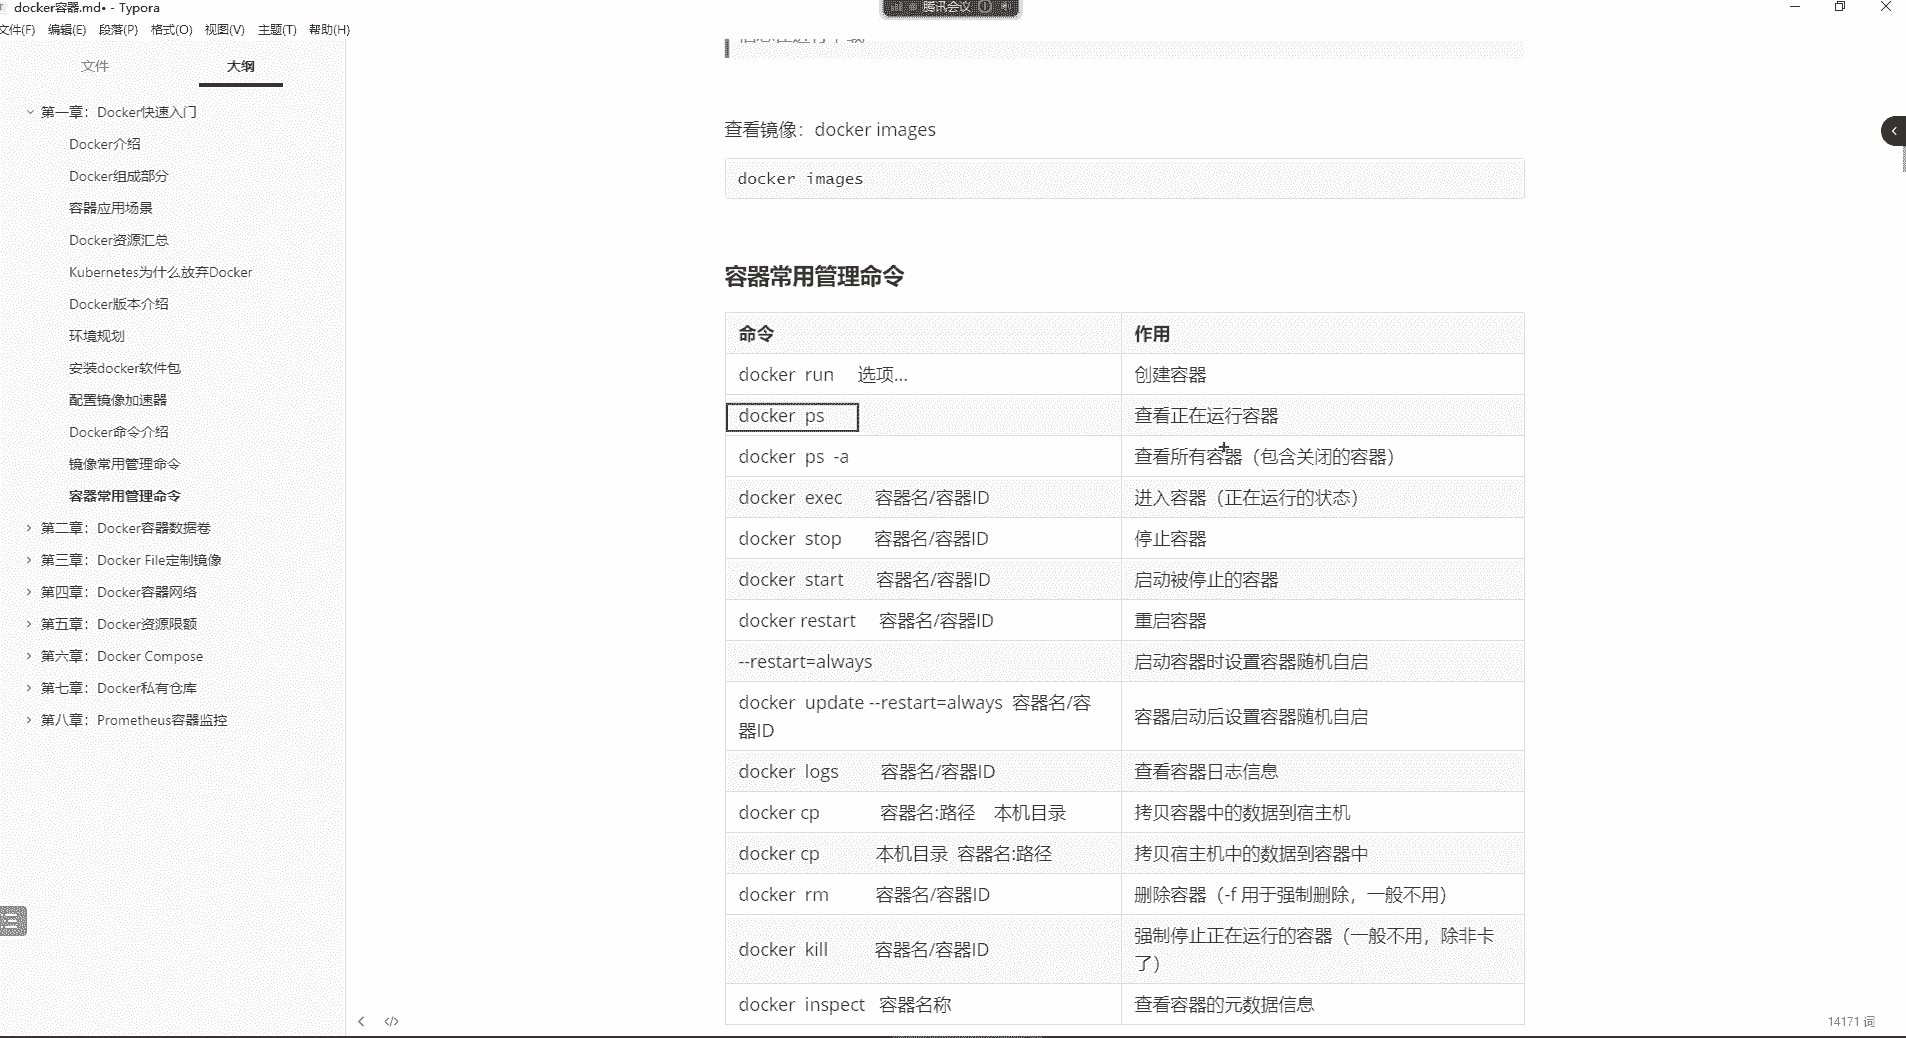 docker容器.md• - Typora
腾讯会议
文件(F) 编辑(E) 段落(P) 格式(O) 视图(V) 主题(T) 帮助(H)
文件 大纲
第一章：Docker快速入门
Docker介绍
Docker组成部分
容器应用场景
Docker资源汇总
Kubernetes为什么放弃Docker
Docker版本介绍
环境规划
安装docker软件包
配置镜像加速器
Docker命令介绍
镜像常用管理命令
容器常用管理命令
第二章：Docker容器数据卷
第三章：Docker File定制镜像
第四章：Docker容器网络
第五章：Docker资源限额
第六章：Docker Compose
第七章：Docker私有仓库
第八章：Prometheus容器监控
查看镜像：docker images
docker images
容器常用管理命令
命令 作用
docker run 选项... 创建容器
docker ps 查看正在运行容器
docker ps -a 查看所有容器（包含关闭的容器）
docker exec 容器名/容器ID 进入容器（正在运行的状态）
docker stop 容器名/容器ID 停止容器
docker start 容器名/容器ID 启动被停止的容器
docker restart 容器名/容器ID 重启容器
--restart=always 启动容器时设置容器随机自启
docker update --restart=always 容器名/容
器ID 容器启动后设置容器随机自启
docker logs 容器名/容器ID 查看容器日志信息
docker cp 容器名:路径 本机目录 拷贝容器中的数据到宿主机
docker cp 本机目录 容器名:路径 拷贝宿主机中的数据到容器中
docker rm 容器名/容器ID 删除容器（-f 用于强制删除，一般不用）
docker kill 容器名/容器ID 强制停止正在运行的容器（一般不用，除非卡
了）
docker inspect 容器名称 查看容器的元数据信息
14171 词